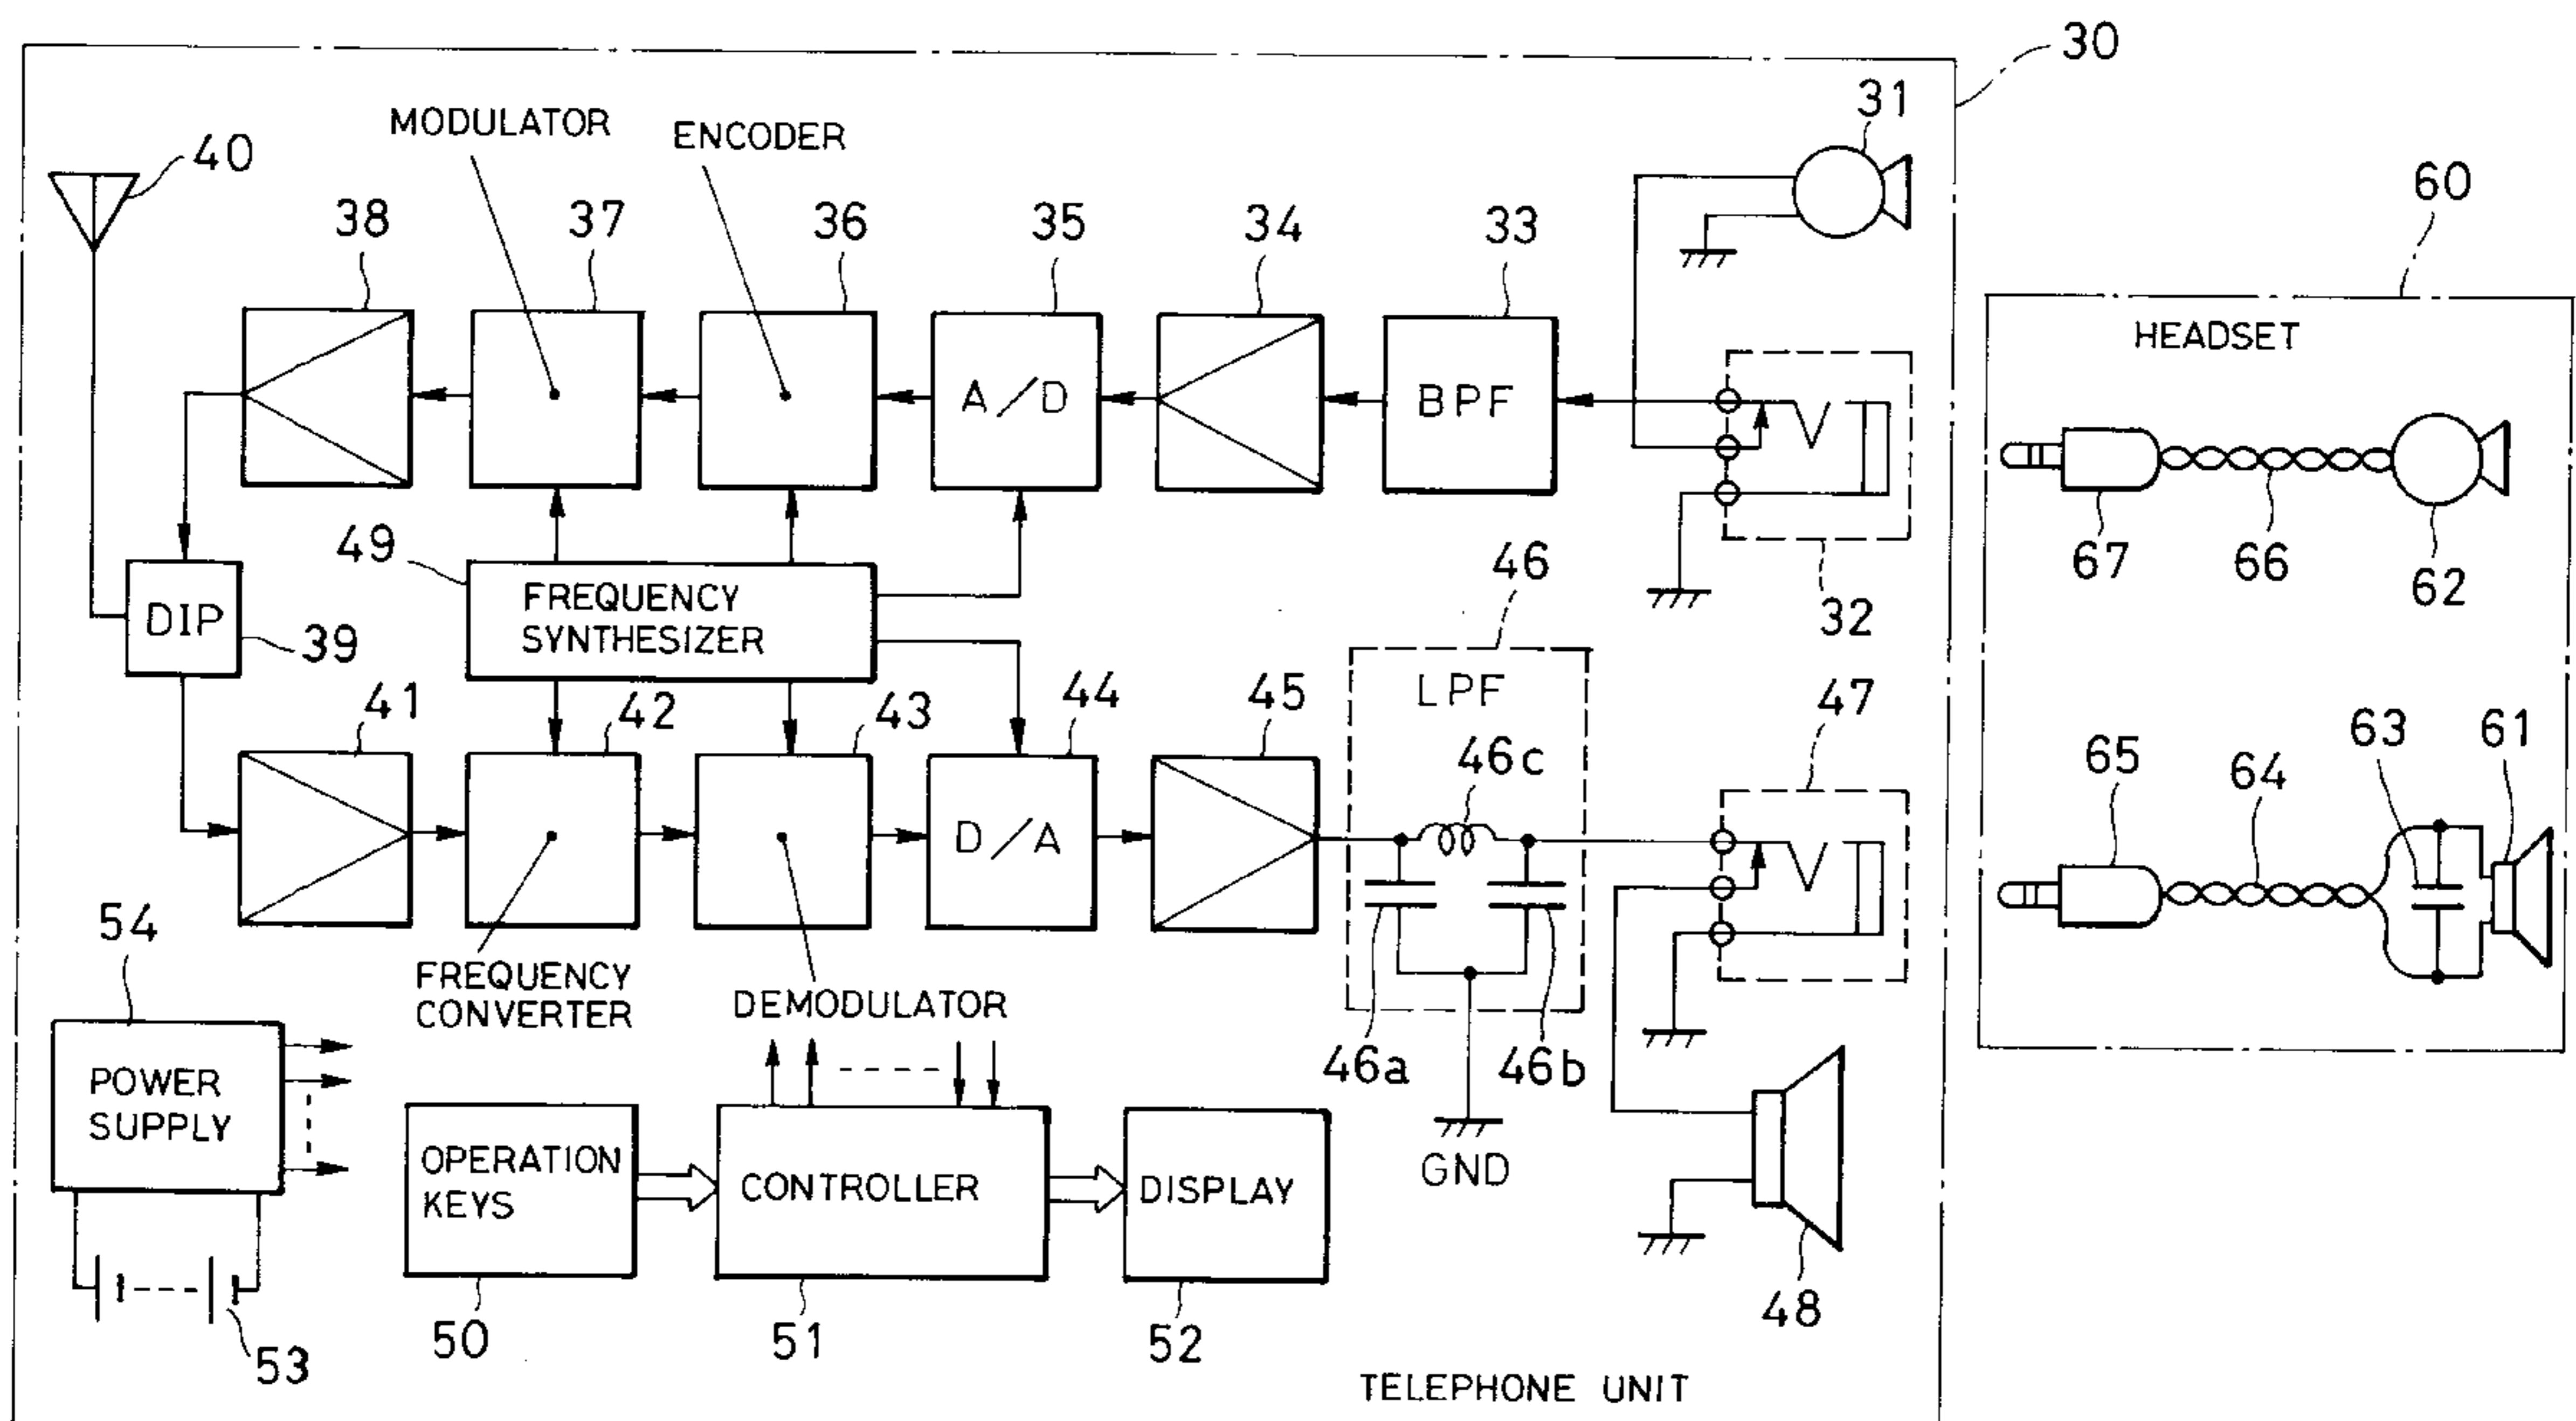 30
31
MODULATOR
ENCODER
40
60
38
37
36
35
34
33
HEADSET
A/D
BPF
49
46
67
66
62
FREQUENCY
SYNTHESIZER
DIP
39
32
41
42
43
44
45
LPF
47
46c
65
64
63
61
D/A
54
FREQUENCY
CONVERTER
DEMODULATOR
46a
46b
POWER
SUPPLY
OPERATION
KEYS
CONTROLLER
DISPLAY
GND
48
53
50
51
52
TELEPHONE UNIT